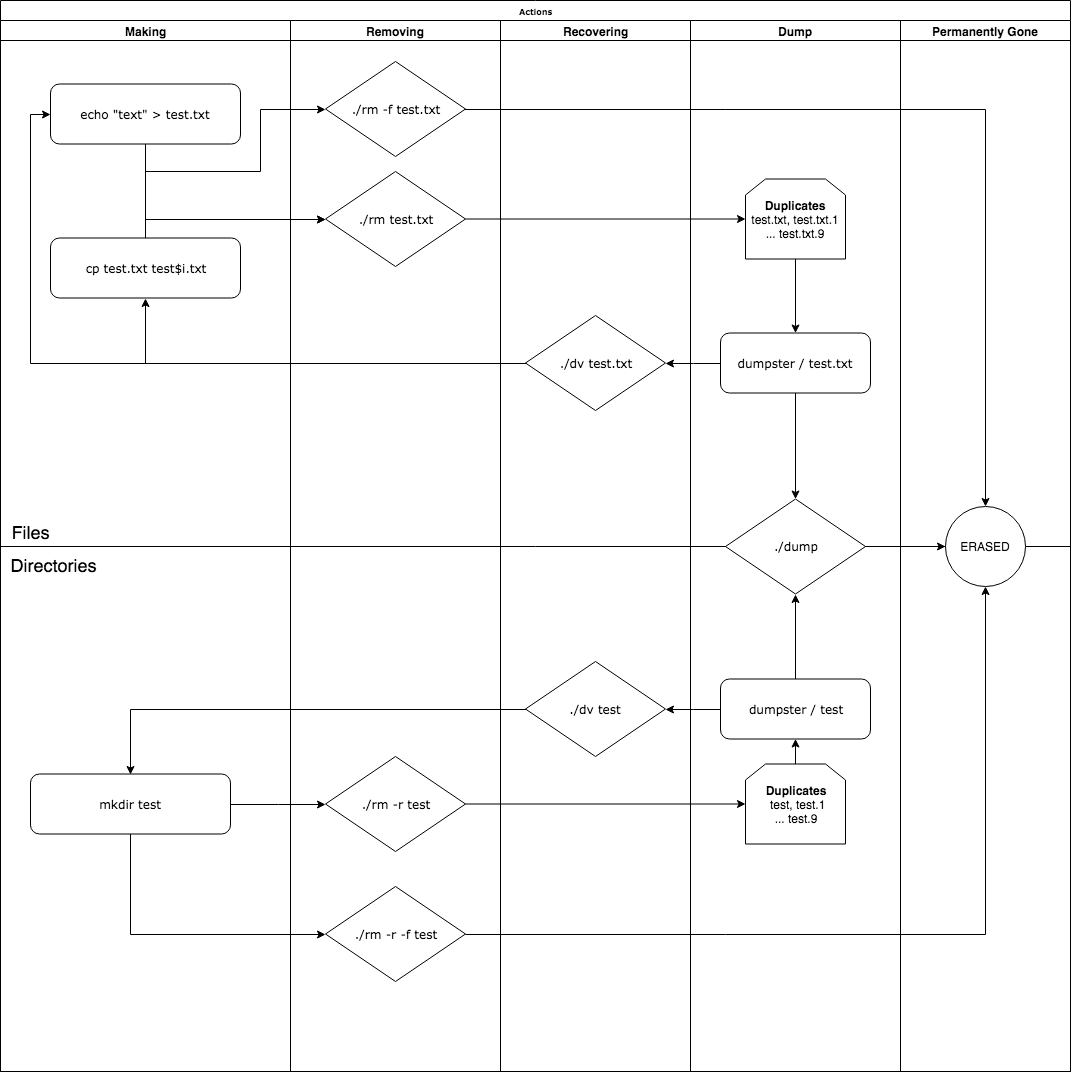 Actions
Making
Removing
Recovering
Dump
Permanently Gone
echo "text" > test.txt
./rm -f test.txt
./rm test.txt
Duplicates
test.txt, test.txt.1
... test.txt.9
cp test.txt test$i.txt
./dv test.txt
dumpster / test.txt
Files
./dump
ERASED
Directories
./dv test
dumpster / test
mkdir test
./rm -r test
Duplicates
test, test.1
... test.9
./rm -r -f test